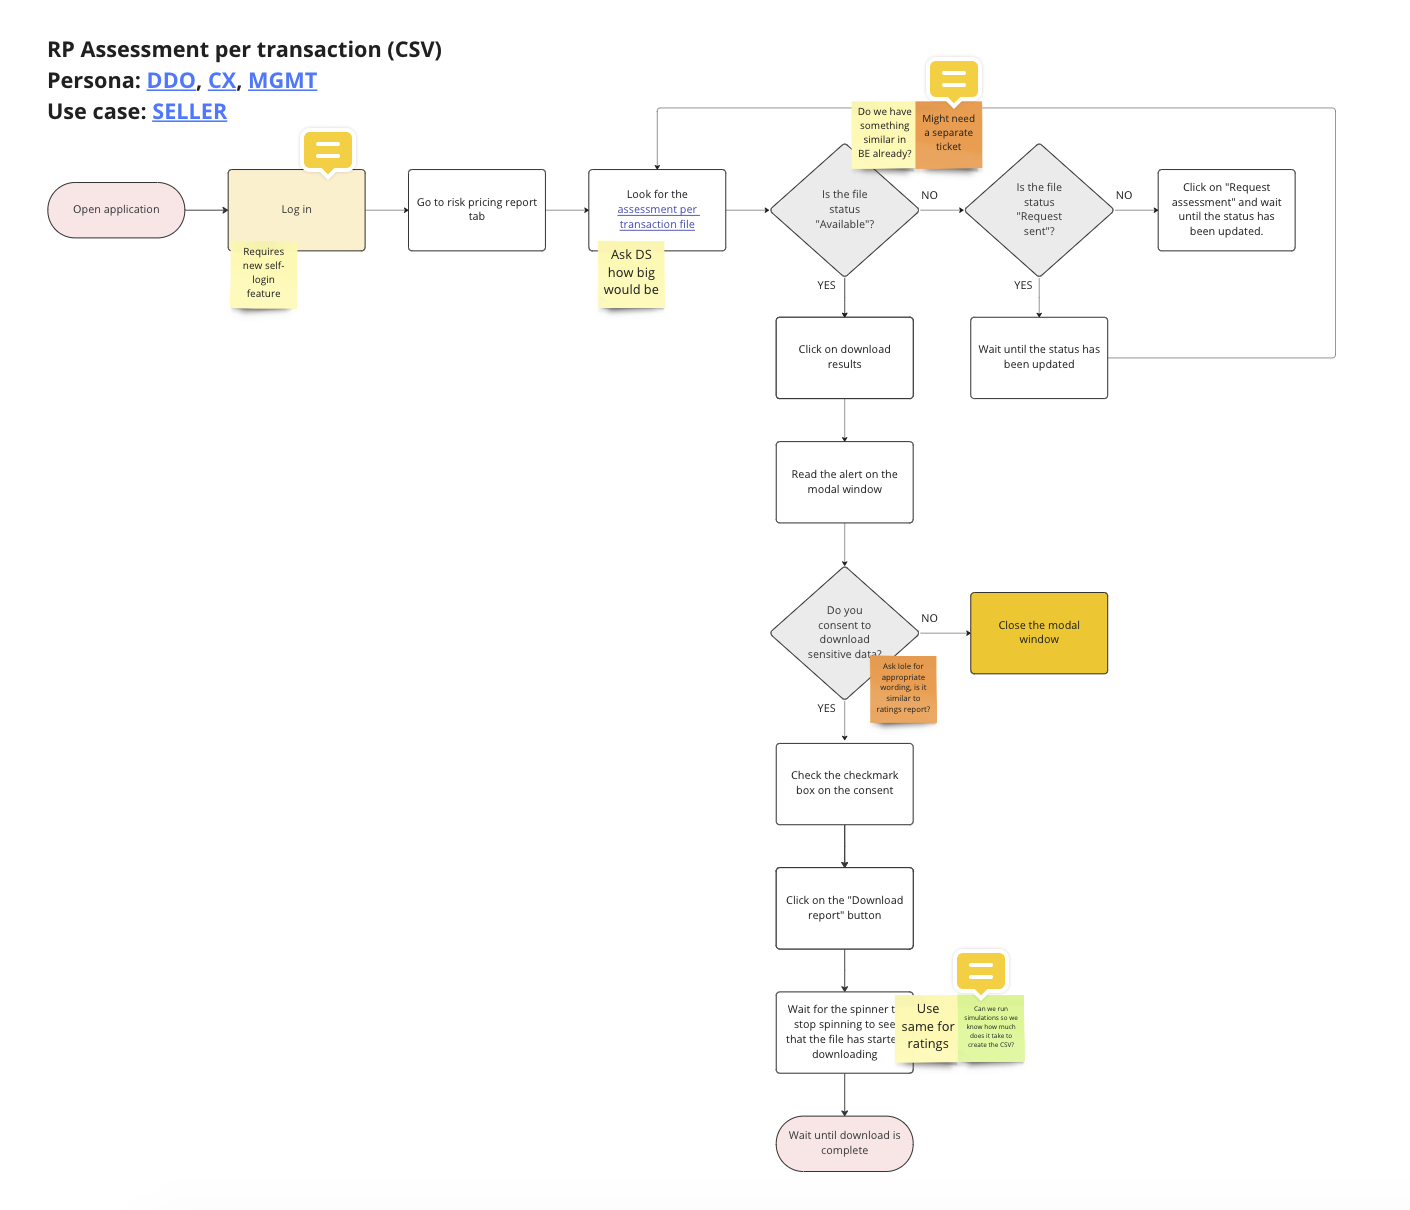 RP Assessment per transaction (CSV)
Persona: DDO, CX, MGMT
Use case: SELLER
Open application
Log in
Requires
new self-
login
feature
Go to risk pricing report
tab
Look for the
assessment per
transaction file
Ask DS
how big
would be
Do we have
something
similar in
BE already?
Might need
a separate
ticket
Is the file
status
"Available"?
NO
YES
Is the file
status
"Request
sent"?
NO
YES
Click on "Request
assessment" and wait
until the status has
been updated.
Click on download
results
Wait until the status has
been updated
Read the alert on the
modal window
Do you
consent to
download
sensitive data?
NO
YES
Close the modal
window
Ask Iole for
appropriate
wording, is it
similar to
ratings report?
Check the checkmark
box on the consent
Click on the "Download
report" button
Wait for the spinner t
stop spinning to see
that the file has starte
downloading
Use
same for
ratings
Can we run
simulations so we
know how much
does it take to
create the CSV?
Wait until download is
complete